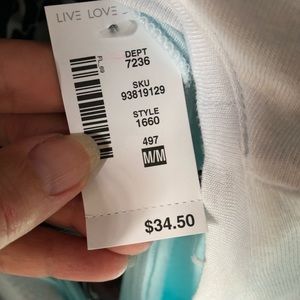 LIVE LOVE
DEPT
7236
SKU
93819129
STYLE
1660
497
M/M
$34.50